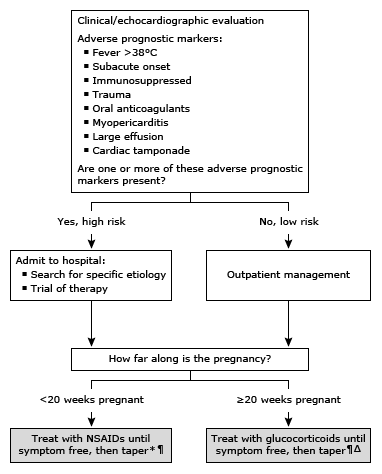 Clinical/echocardiographic evaluation
Adverse prognostic markers:
▪ Fever >38°C
▪ Subacute onset
▪ Immunosuppressed
▪ Trauma
▪ Oral anticoagulants
▪ Myopericarditis
▪ Large effusion
▪ Cardiac tamponade
Are one or more of these adverse prognostic
markers present?
Yes, high risk
No, low risk
Admit to hospital:
▪ Search for specific etiology
▪ Trial of therapy
Outpatient management
How far along is the pregnancy?
<20 weeks pregnant
≥20 weeks pregnant
Treat with NSAIDs until
symptom free, then taper*¶
Treat with glucocorticoids until
symptom free, then taper¶Δ